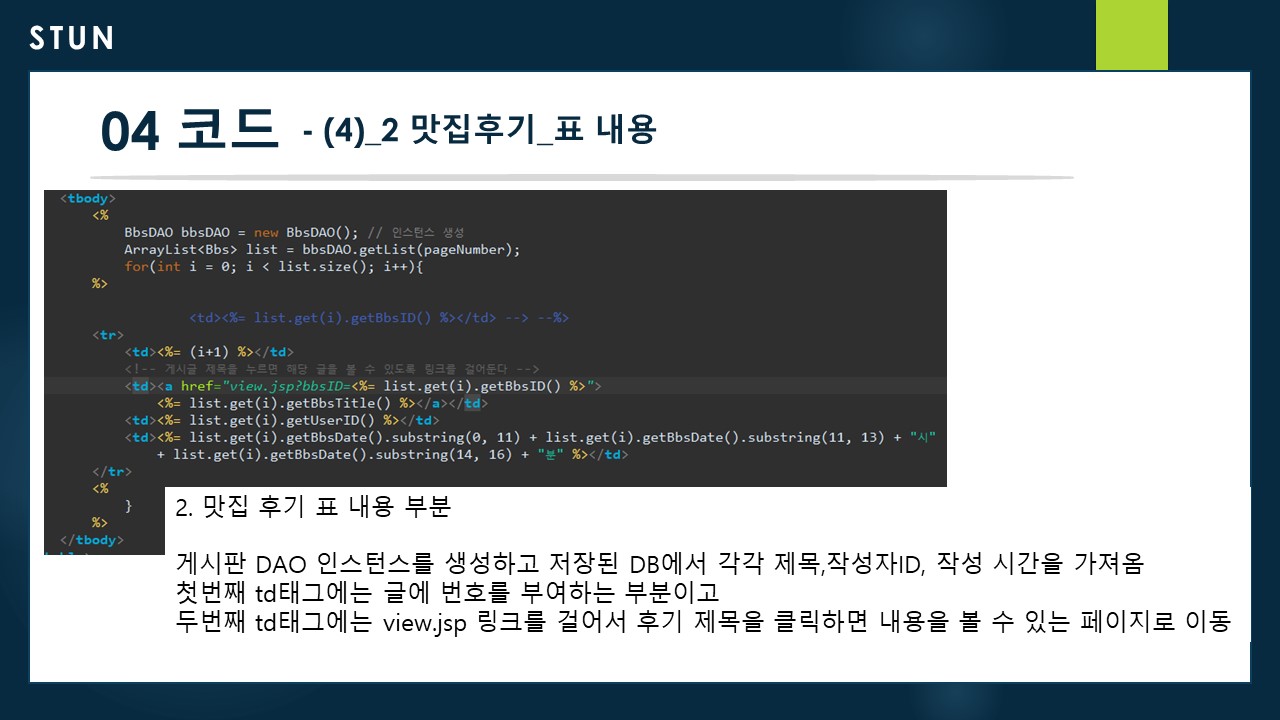 STUN
04 코드 - (4)_2 맛집후기_표 내용
<tbody>
<%
BbsDAO bbsDAO = new BbsDAO(); // 인스턴스 생성
ArrayList<Bbs> list = bbsDAO.getList(pageNumber);
for(int i = 0; i < list.size(); i++){
%>
<td><%= list.get(i).getBbsID() %></td> --> --%>
<tr>
<td><%= (i+1) %></td>
<!-- 게시글 제목을 누르면 해당 글을 볼 수 있도록 링크를 걸어둔다 -->
<td><a href="view.jsp?bbsID=<%= list.get(i).getBbsID() %>">
<%= list.get(i).getBbsTitle() %></a></td>
<td><%= list.get(i).getUserID() %></td>
<td><%= list.get(i).getBbsDate().substring(0, 11) + list.get(i).getBbsDate().substring(11, 13) + "시"
+ list.get(i).getBbsDate().substring(14, 16) + "분" %></td>
</tr>
<%
}
%>
</tbody>
2. 맛집 후기 표 내용 부분
게시판 DAO 인스턴스를 생성하고 저장된 DB에서 각각 제목,작성자ID, 작성 시간을 가져옴
첫번째 td태그에는 글에 번호를 부여하는 부분이고
두번째 td태그에는 view.jsp 링크를 걸어서 후기 제목을 클릭하면 내용을 볼 수 있는 페이지로 이동